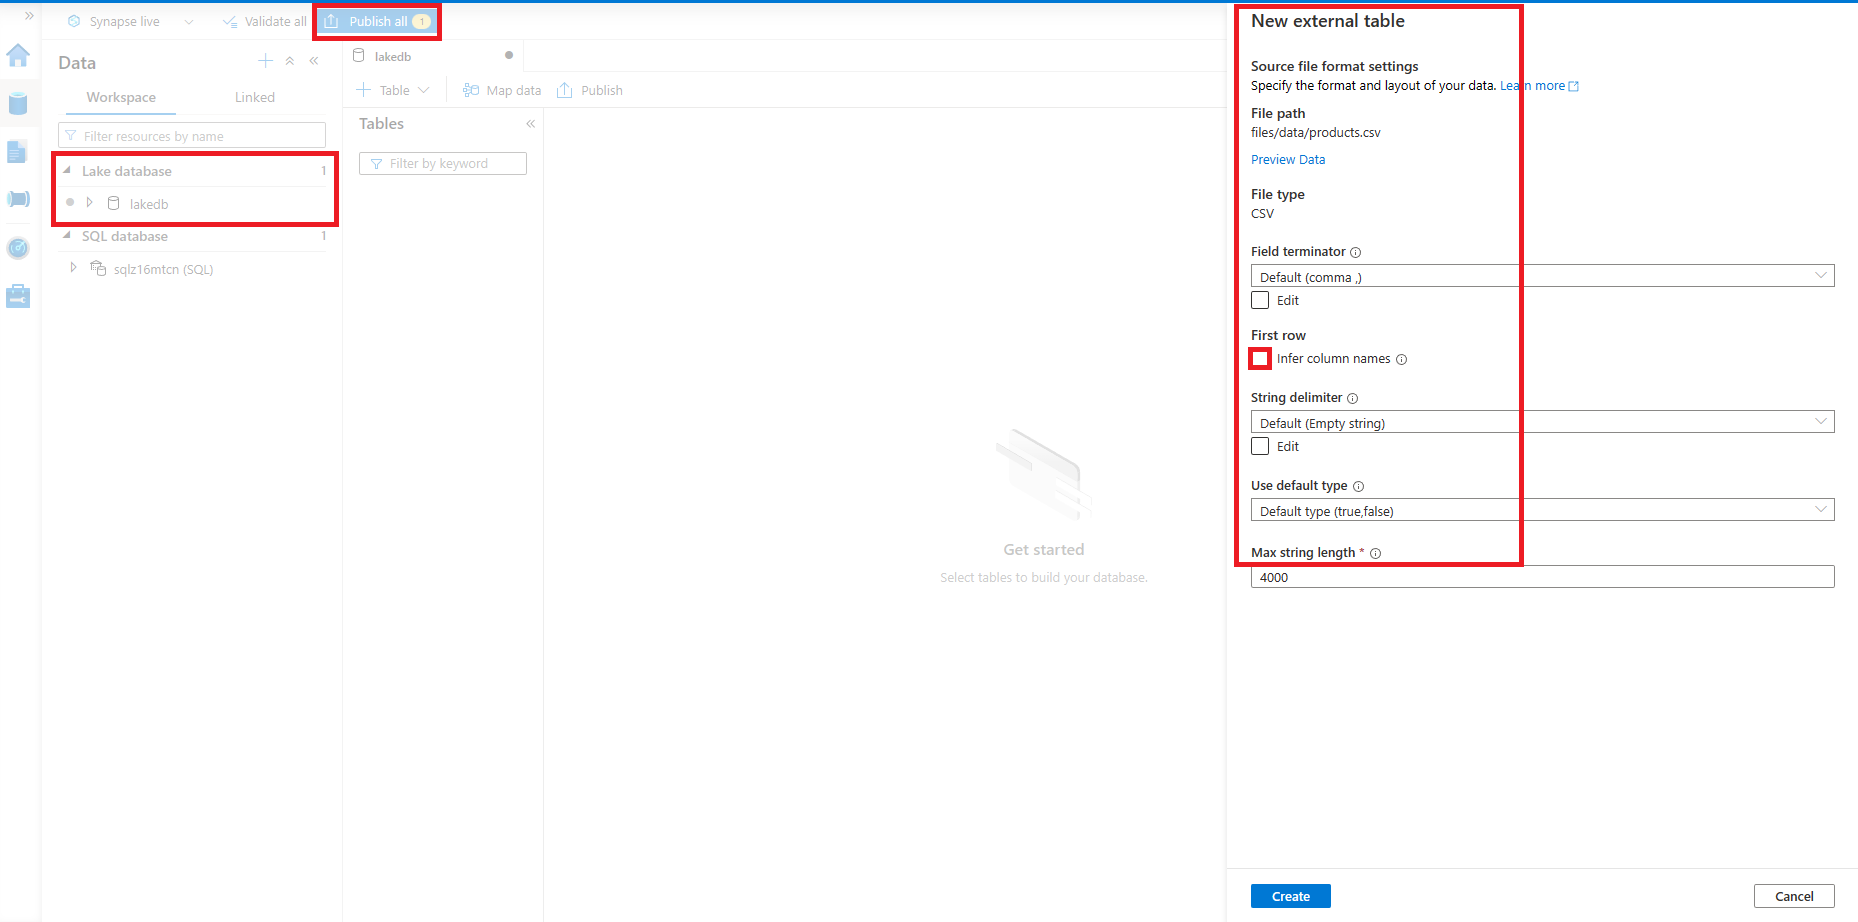 Synapse live
Validate all
Publish all 1
Data
Workspace
Linked
Filter resources by name
Lake database 1
lakedb
SQL database 1
sqlz16mtcn (SQL)
lakedb
Table
Map data
Publish
Tables
Filter by keyword
Get started
Select tables to build your database.
New external table
Source file format settings
Specify the format and layout of your data. Learn more
File path
files/data/products.csv
Preview Data
File type
CSV
Field terminator
Default (comma ,)
Edit
First row
Infer column names
String delimiter
Default (Empty string)
Edit
Use default type
Default type (true,false)
Max string length *
4000
Create
Cancel